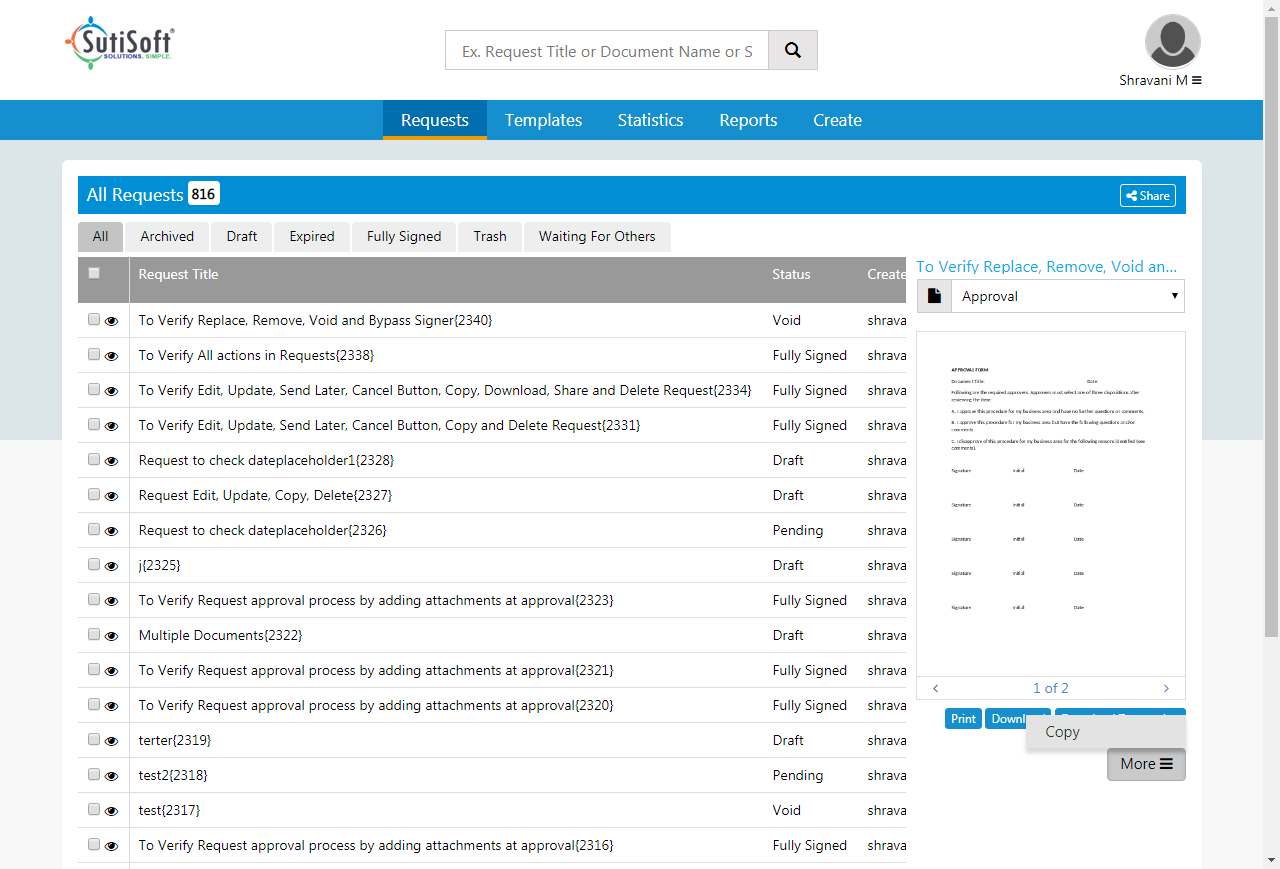 SutiSoft®
SOLUTIONS. SIMPLE.
Ex. Request Title or Document Name or S
Shravani M
Requests Templates Statistics Reports Create
All Requests 816
Share
All Archived Draft Expired Fully Signed Trash Waiting For Others
Request Title Status Create
To Verify Replace, Remove, Void and Bypass Signer{2340} Void shrava
To Verify All actions in Requests{2338} Fully Signed shrava
To Verify Edit, Update, Send Later, Cancel Button, Copy, Download, Share and Delete Request{2334} Fully Signed shrava
To Verify Edit, Update, Send Later, Cancel Button, Copy and Delete Request{2331} Fully Signed shrava
Request to check dateplaceholder1{2328} Draft shrava
Request Edit, Update, Copy, Delete{2327} Draft shrava
Request to check dateplaceholder{2326} Pending shrava
j{2325} Draft shrava
To Verify Request approval process by adding attachments at approval{2323} Fully Signed shrava
Multiple Documents{2322} Draft shrava
To Verify Request approval process by adding attachments at approval{2321} Fully Signed shrava
To Verify Request approval process by adding attachments at approval{2320} Fully Signed shrava
terter{2319} Draft shrava
test2{2318} Pending shrava
test{2317} Void shrava
To Verify Request approval process by adding attachments at approval{2316} Fully Signed shrava
To Verify Replace, Remove, Void an...
Approval
APPROVAL FORM
Document Title: Date:
Following are the required approvers. Approvers must select one of three dispositions after
reviewing the item:
A. I approve this procedure for my business area and have no further questions or comments.
B. I approve this procedure for my business area but have the following questions and/or
comments.
C. I disapprove of this procedure for my business area for the following reasons identified (see
comments).
Signature Initial Date
Signature Initial Date
Signature Initial Date
Signature Initial Date
Signature Initial Date
1 of 2
Print
Copy
More